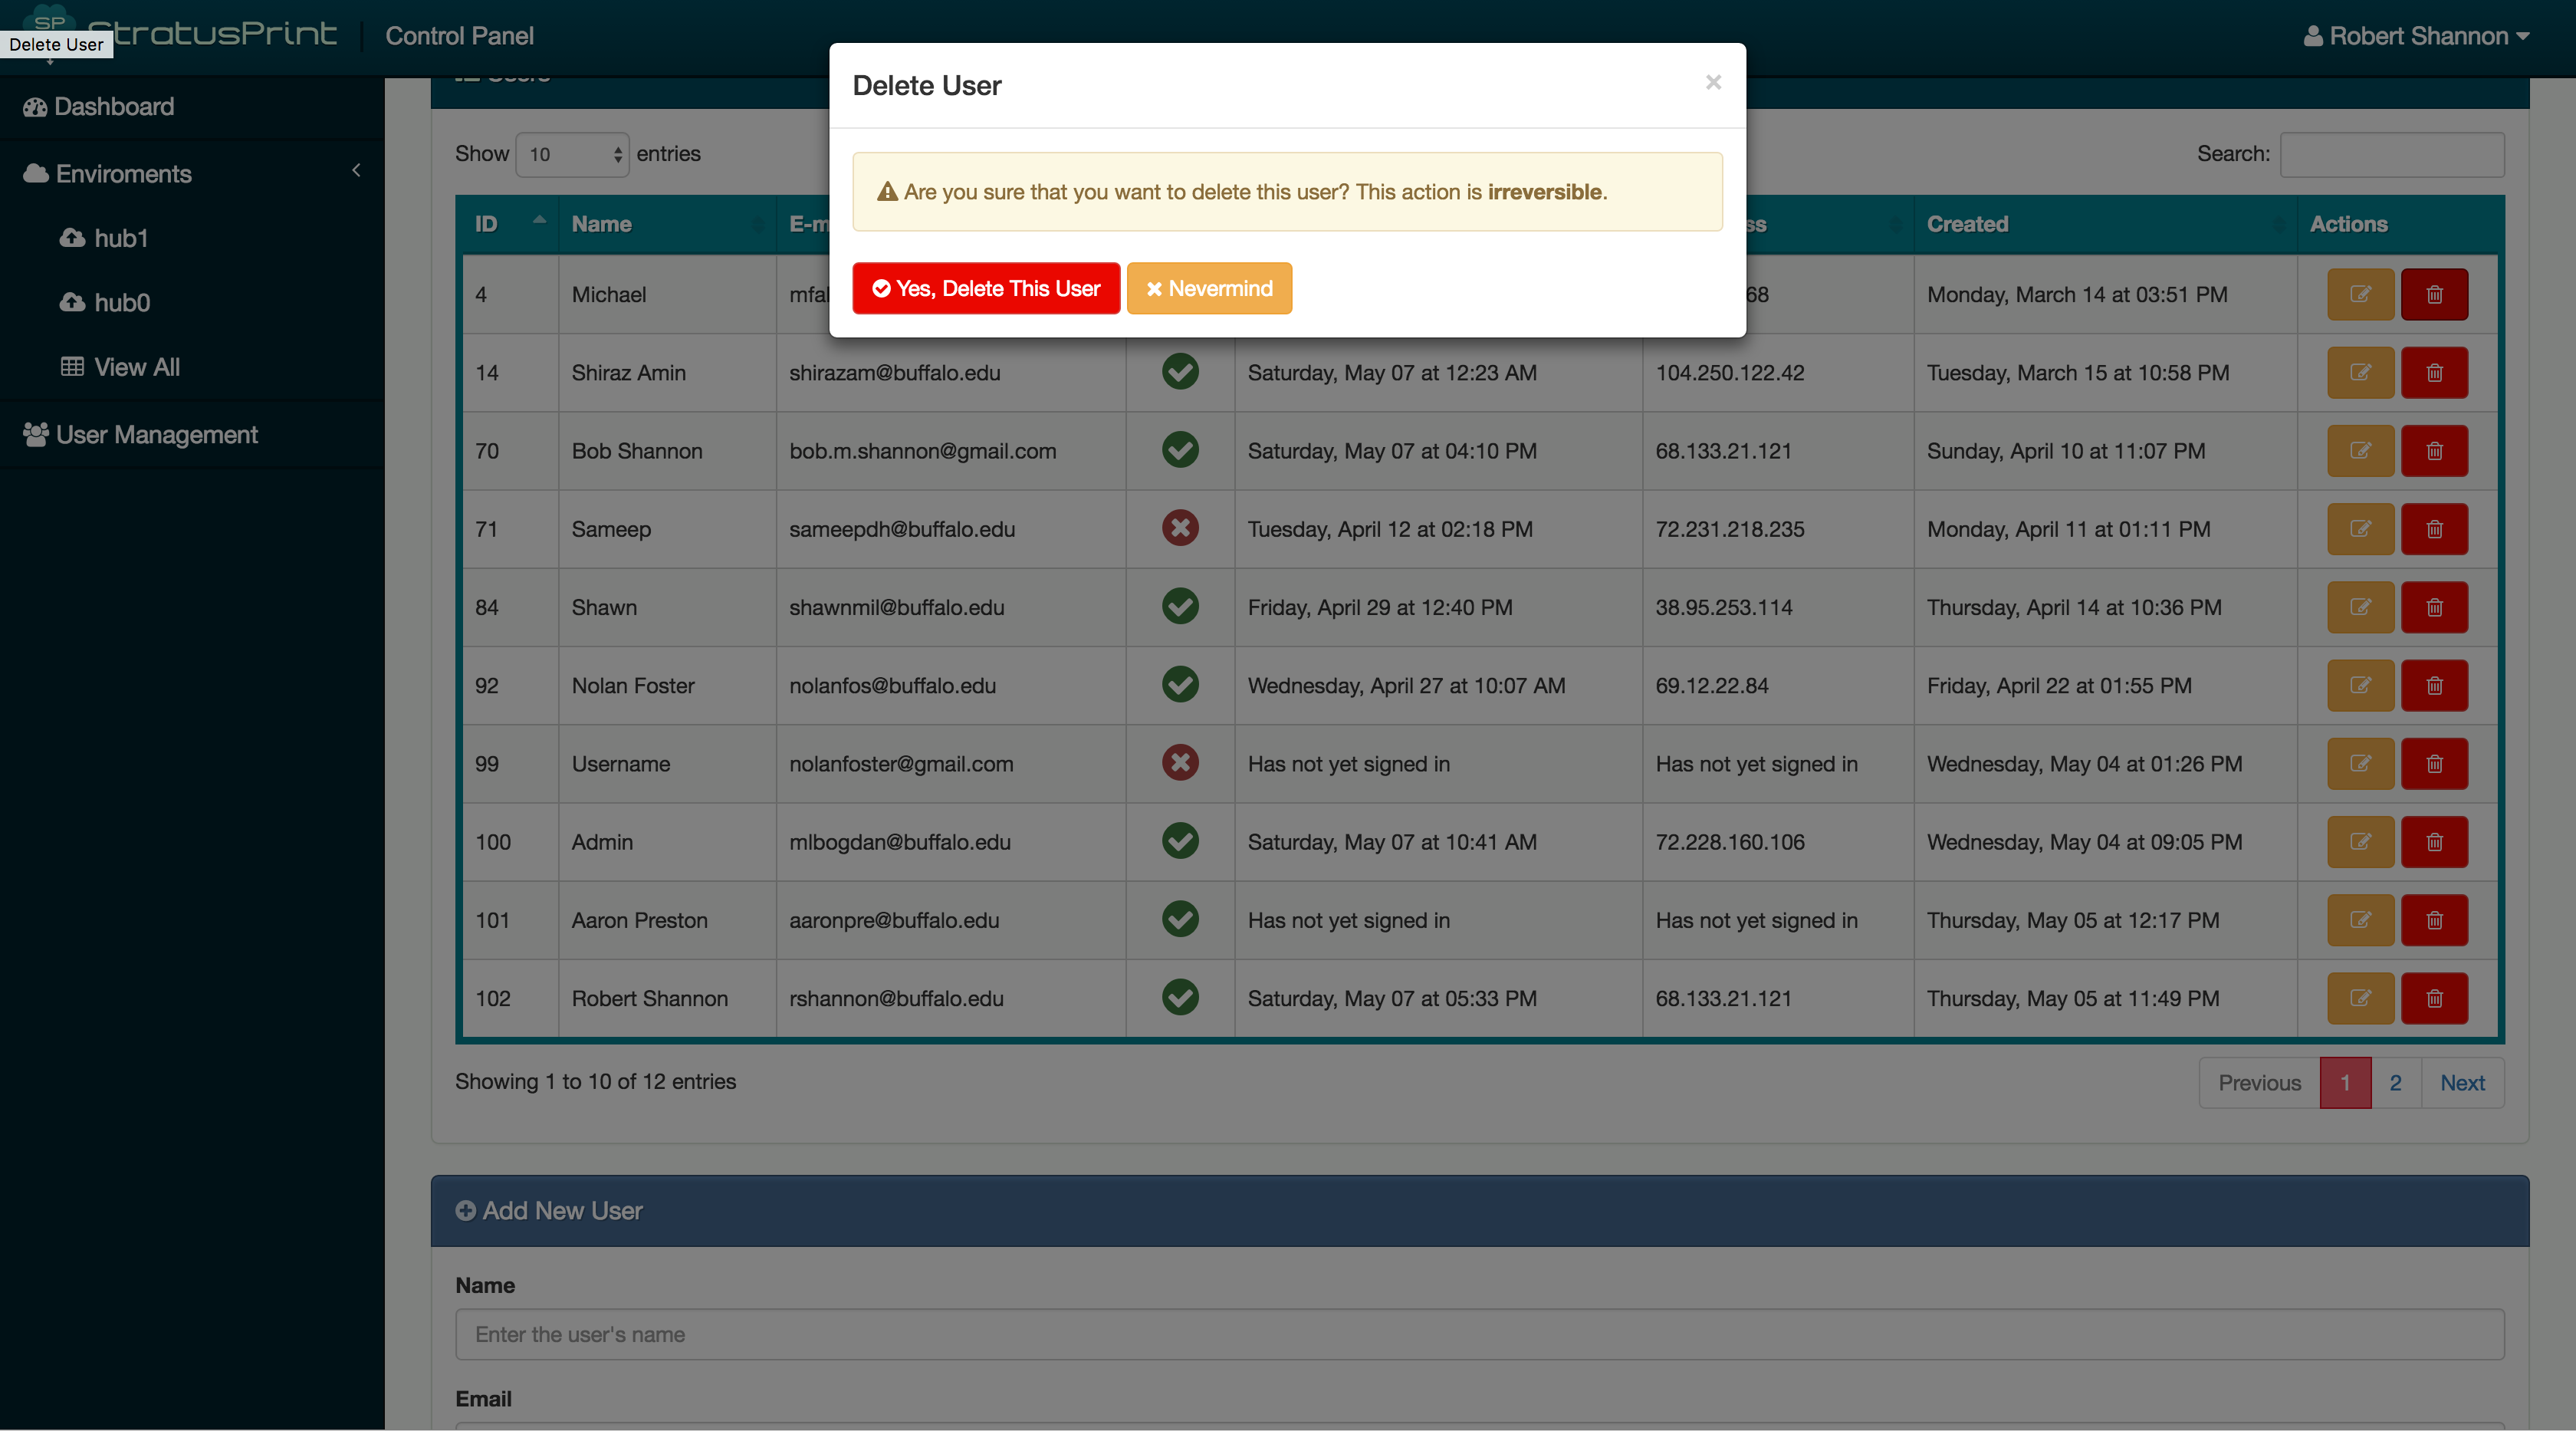 SP
StratusPrint
Delete User
Control Panel
Robert Shannon
Dashboard
Enviroments
hub1
hub0
View All
User Management
Users
Delete User
×
Are you sure that you want to delete this user? This action is irreversible.
Yes, Delete This User
Nevermind
Show 10 entries
Search:
ID Name E-m ss Created Actions
4 Michael mfal 68 Monday, March 14 at 03:51 PM
14 Shiraz Amin shirazam@buffalo.edu Saturday, May 07 at 12:23 AM 104.250.122.42 Tuesday, March 15 at 10:58 PM
70 Bob Shannon bob.m.shannon@gmail.com Saturday, May 07 at 04:10 PM 68.133.21.121 Sunday, April 10 at 11:07 PM
71 Sameep sameepdh@buffalo.edu Tuesday, April 12 at 02:18 PM 72.231.218.235 Monday, April 11 at 01:11 PM
84 Shawn shawnmil@buffalo.edu Friday, April 29 at 12:40 PM 38.95.253.114 Thursday, April 14 at 10:36 PM
92 Nolan Foster nolanfos@buffalo.edu Wednesday, April 27 at 10:07 AM 69.12.22.84 Friday, April 22 at 01:55 PM
99 Username nolanfoster@gmail.com Has not yet signed in Has not yet signed in Wednesday, May 04 at 01:26 PM
100 Admin mlbogdan@buffalo.edu Saturday, May 07 at 10:41 AM 72.228.160.106 Wednesday, May 04 at 09:05 PM
101 Aaron Preston aaronpre@buffalo.edu Has not yet signed in Has not yet signed in Thursday, May 05 at 12:17 PM
102 Robert Shannon rshannon@buffalo.edu Saturday, May 07 at 05:33 PM 68.133.21.121 Thursday, May 05 at 11:49 PM
Showing 1 to 10 of 12 entries
Previous 1 2 Next
Add New User
Name
Enter the user's name
Email